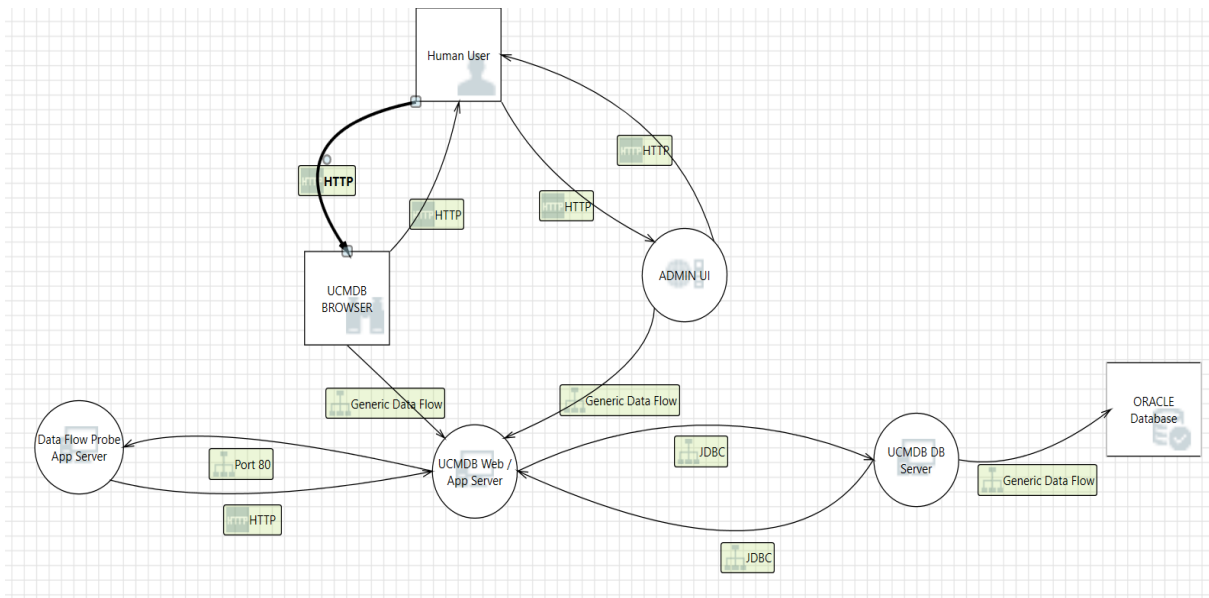 Human User
HTTP
HTTP
HTTP
HTTP
ADMIN UI
UCMDB
BROWSER
Generic Data Flow
Generic Data Flow
ORACLE
Database
Data Flow Probe
App Server
Port 80
UCMDB Web /
App Server
JDBC
UCMDB DB
Server
Generic Data Flow
HTTP
JDBC